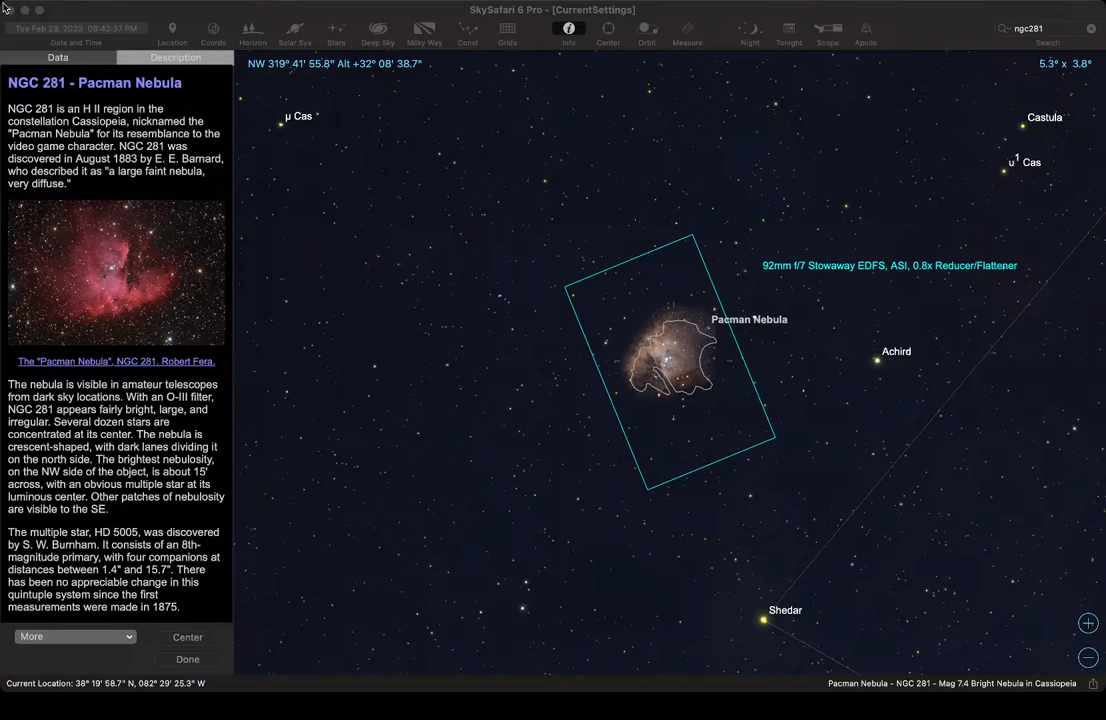 SkySafari 6 Pro - [CurrentSettings]
Tue Feb 28, 2023 08:42:37 PM
ngc281
Date and Time Location Coords Horizon Solar Sys Stars Deep Sky Milky Way Const Grids Info Center Orbit Measure Night Tonight Scope Apollo Search
Data Description
NGC 281 - Pacman Nebula
NGC 281 is an H II region in the
constellation Cassiopeia, nicknamed the
"Pacman Nebula" for its resemblance to the
video game character. NGC 281 was
discovered in August 1883 by E. E. Barnard,
who described it as "a large faint nebula,
very diffuse."
The "Pacman Nebula", NGC 281. Robert Fera.
The nebula is visible in amateur telescopes
from dark sky locations. With an O-III filter,
NGC 281 appears fairly bright, large, and
irregular. Several dozen stars are
concentrated at its center. The nebula is
crescent-shaped, with dark lanes dividing it
on the north side. The brightest nebulosity,
on the NW side of the object, is about 15'
across, with an obvious multiple star at its
luminous center. Other patches of nebulosity
are visible to the SE.
The multiple star, HD 5005, was discovered
by S. W. Burnham. It consists of an 8th-
magnitude primary, with four companions at
distances between 1.4" and 15.7". There
has been no appreciable change in this
quintuple system since the first
measurements were made in 1875.
More
Center
Done
NW 319° 41' 55.8" Alt +32° 08' 38.7"
5.3° x 3.8°
μ Cas
Castula
υ1 Cas
92mm f/7 Stowaway EDFS, ASI, 0.8x Reducer/Flattener
Pacman Nebula
Achird
Shedar
Current Location: 38° 19' 58.7" N, 082° 29' 25.3" W
Pacman Nebula - NGC 281 - Mag 7.4 Bright Nebula in Cassiopeia